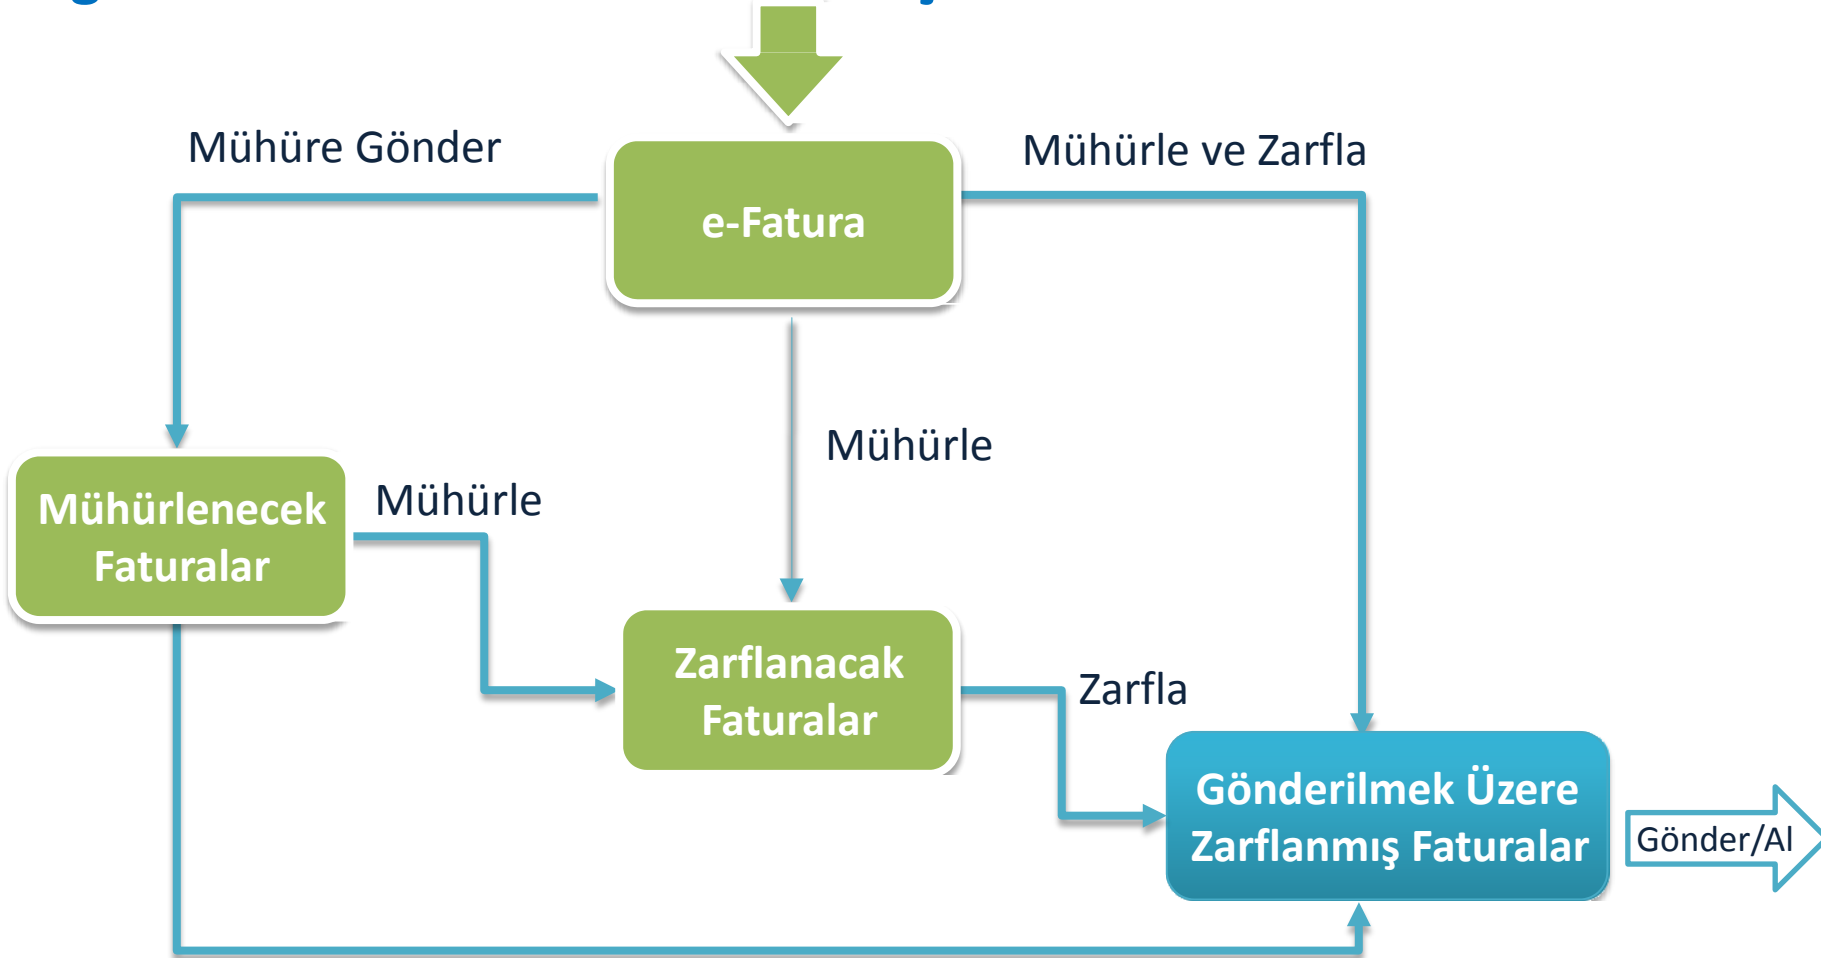 Mühüre Gönder
Mühürle ve Zarfla
e-Fatura
Mühürle
Mühürlenecek
Faturalar
Mühürle
Zarflanacak
Faturalar
Zarfla
Gönderilmek Üzere
Zarflanmış Faturalar
Gönder/Al